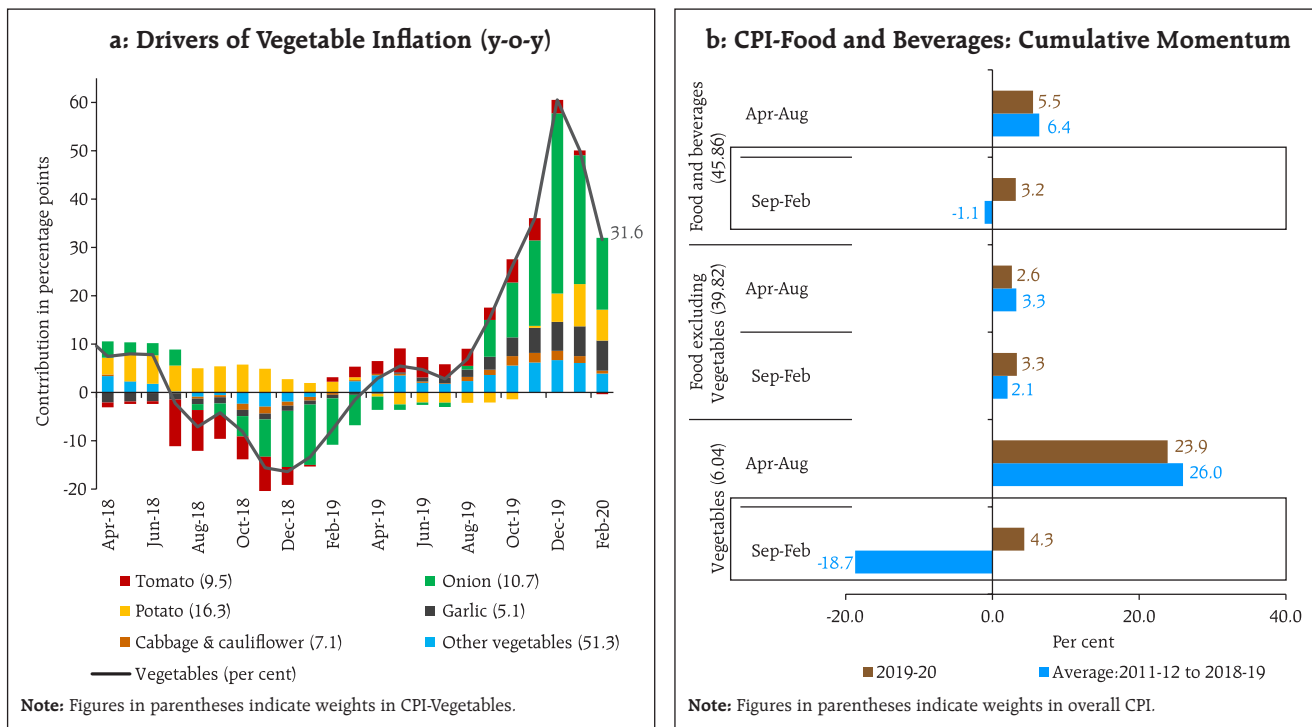 a: Drivers of Vegetable Inflation (y-o-y)
Contribution in percentage points
60
50
40
30
20
10
0
-10
-20
31.6
Apr-18
Jun-18
Aug-18
Oct-18
Dec-18
Feb-19
Apr-19
Jun-19
Aug-19
Oct-19
Dec-19
Feb-20
Tomato (9.5)
Onion (10.7)
Potato (16.3)
Garlic (5.1)
Cabbage & cauliflower (7.1)
Other vegetables (51.3)
Vegetables (per cent)
Note: Figures in parentheses indicate weights in CPI-Vegetables.
b: CPI-Food and Beverages: Cumulative Momentum
Food and beverages
(45.86)
Apr-Aug
5.5
6.4
Sep-Feb
3.2
-1.1
Food excluding
Vegetables (39.82)
Apr-Aug
2.6
3.3
Sep-Feb
3.3
2.1
Vegetables (6.04)
Apr-Aug
23.9
26.0
Sep-Feb
4.3
-18.7
-20.0
0.0
20.0
40.0
Per cent
2019-20
Average:2011-12 to 2018-19
Note: Figures in parentheses indicate weights in overall CPI.